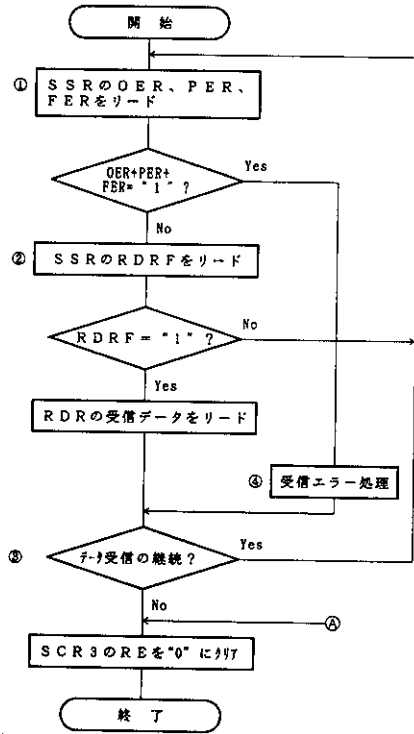 開 始
① SSRのOER、PER、
FERをリード
OER+PER+
FER= "1" ?
Yes
No
② SSRのRDRFをリード
RDRF = "1" ?
No
Yes
RDRの受信データをリード
④ 受信エラー処理
③ データ受信の継続?
Yes
No
Ⓐ
SCR3のREを"0"にクリア
終 了